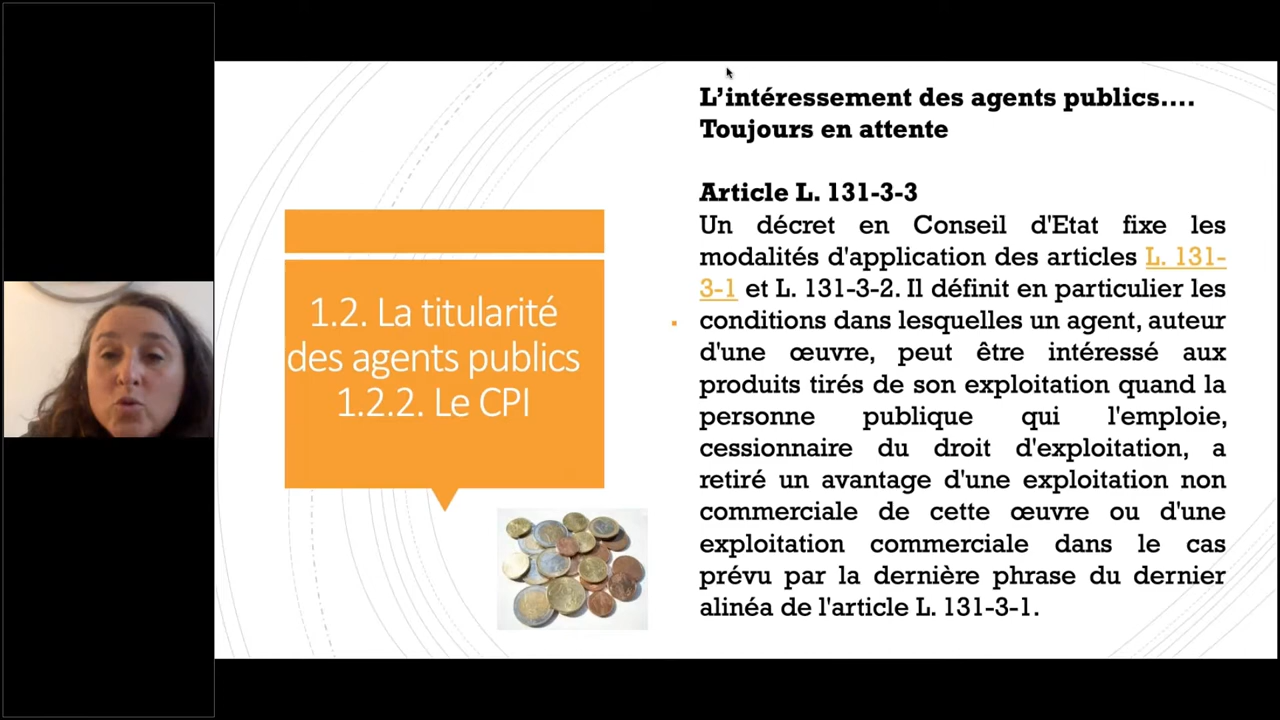 1.2. La titularité
des agents publics
1.2.2. Le CPI
L'intéressement des agents publics....
Toujours en attente
Article L. 131-3-3
Un décret en Conseil d'Etat fixe les
modalités d'application des articles L. 131-
3-1 et L. 131-3-2. Il définit en particulier les
conditions dans lesquelles un agent, auteur
d'une œuvre, peut être intéressé aux
produits tirés de son exploitation quand la
personne publique qui l'emploie,
cessionnaire du droit d'exploitation, a
retiré un avantage d'une exploitation non
commerciale de cette œuvre ou d'une
exploitation commerciale dans le cas
prévu par la dernière phrase du dernier
alinéa de l'article L. 131-3-1.